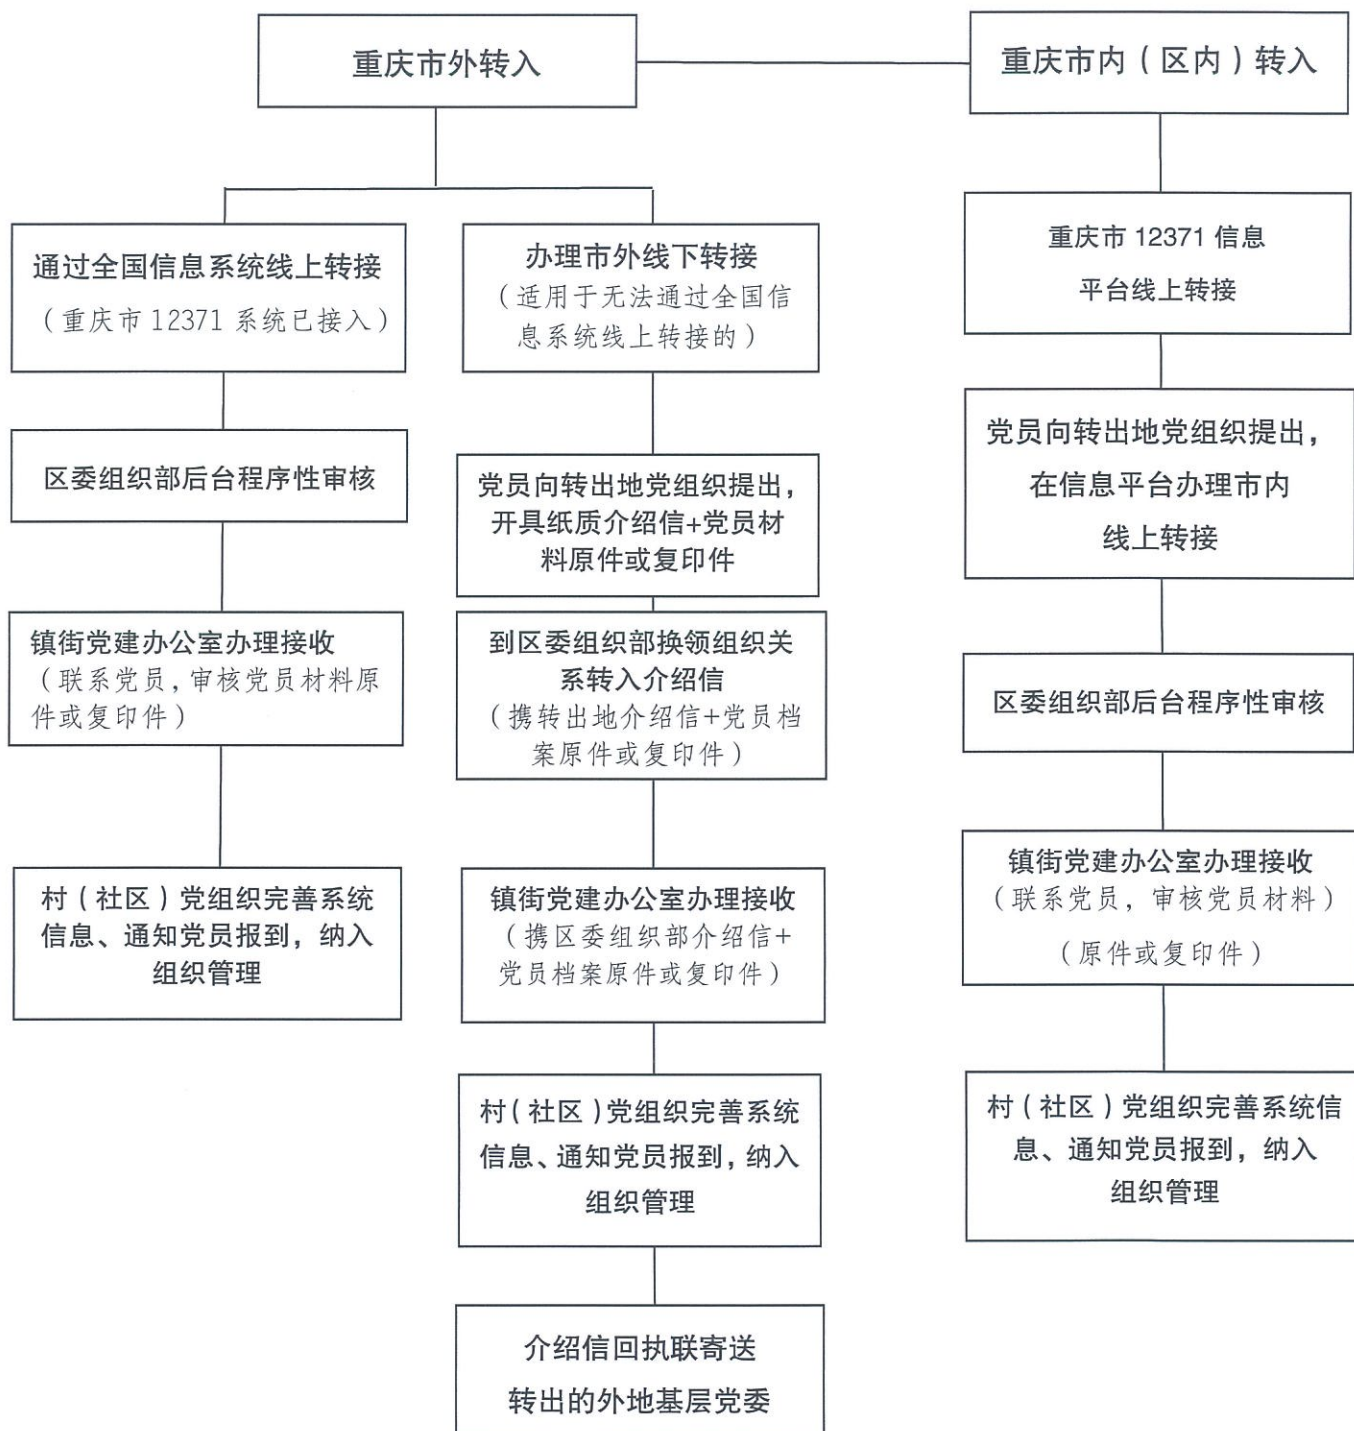 重庆市外转入
重庆市内（区内）转入
通过全国信息系统线上转接
（重庆市12371系统已接入）
区委组织部后台程序性审核
镇街党建办公室办理接收
（联系党员，审核党员材料原
件或复印件）
村（社区）党组织完善系统
信息、通知党员报到，纳入
组织管理
办理市外线下转接
（适用于无法通过全国信
息系统线上转接的）
党员向转出地党组织提出，
开具纸质介绍信+党员材
料原件或复印件
到区委组织部换领组织关
系转入介绍信
（携转出地介绍信+党员档
案原件或复印件）
镇街党建办公室办理接收
（携区委组织部介绍信+
党员档案原件或复印件）
村（社区）党组织完善系统
信息、通知党员报到，纳入
组织管理
介绍信回执联寄送
转出的外地基层党委
重庆市 12371 信息
平台线上转接
党员向转出地党组织提出，
在信息平台办理市内
线上转接
区委组织部后台程序性审核
镇街党建办公室办理接收
（联系党员，审核党员材料）
（原件或复印件）
村（社区）党组织完善系统信
息、通知党员报到，纳入
组织管理